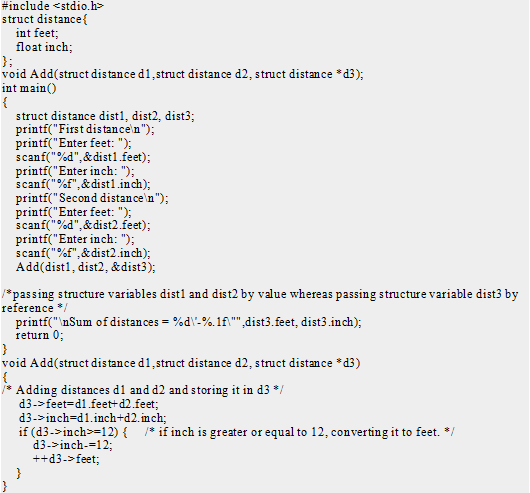 #include <stdio.h>
struct distance{
int feet;
float inch;
};
void Add(struct distance d1,struct distance d2, struct distance *d3);
int main()
{
struct distance dist1, dist2, dist3;
printf("First distance\n");
printf("Enter feet: ");
scanf("%d",&dist1.feet);
printf("Enter inch: ");
scanf("%f",&dist1.inch);
printf("Second distance\n");
printf("Enter feet: ");
scanf("%d",&dist2.feet);
printf("Enter inch: ");
scanf("%f",&dist2.inch);
Add(dist1, dist2, &dist3);
/*passing structure variables dist1 and dist2 by value whereas passing structure variable dist3 by
reference */
printf("\nSum of distances = %d\'-%.1f\"",dist3.feet, dist3.inch);
return 0;
}
void Add(struct distance d1,struct distance d2, struct distance *d3)
{
/* Adding distances d1 and d2 and storing it in d3 */
d3->feet=d1.feet+d2.feet;
d3->inch=d1.inch+d2.inch;
if (d3->inch>=12) { /* if inch is greater or equal to 12, converting it to feet. */
d3->inch-=12;
++d3->feet;
}
}